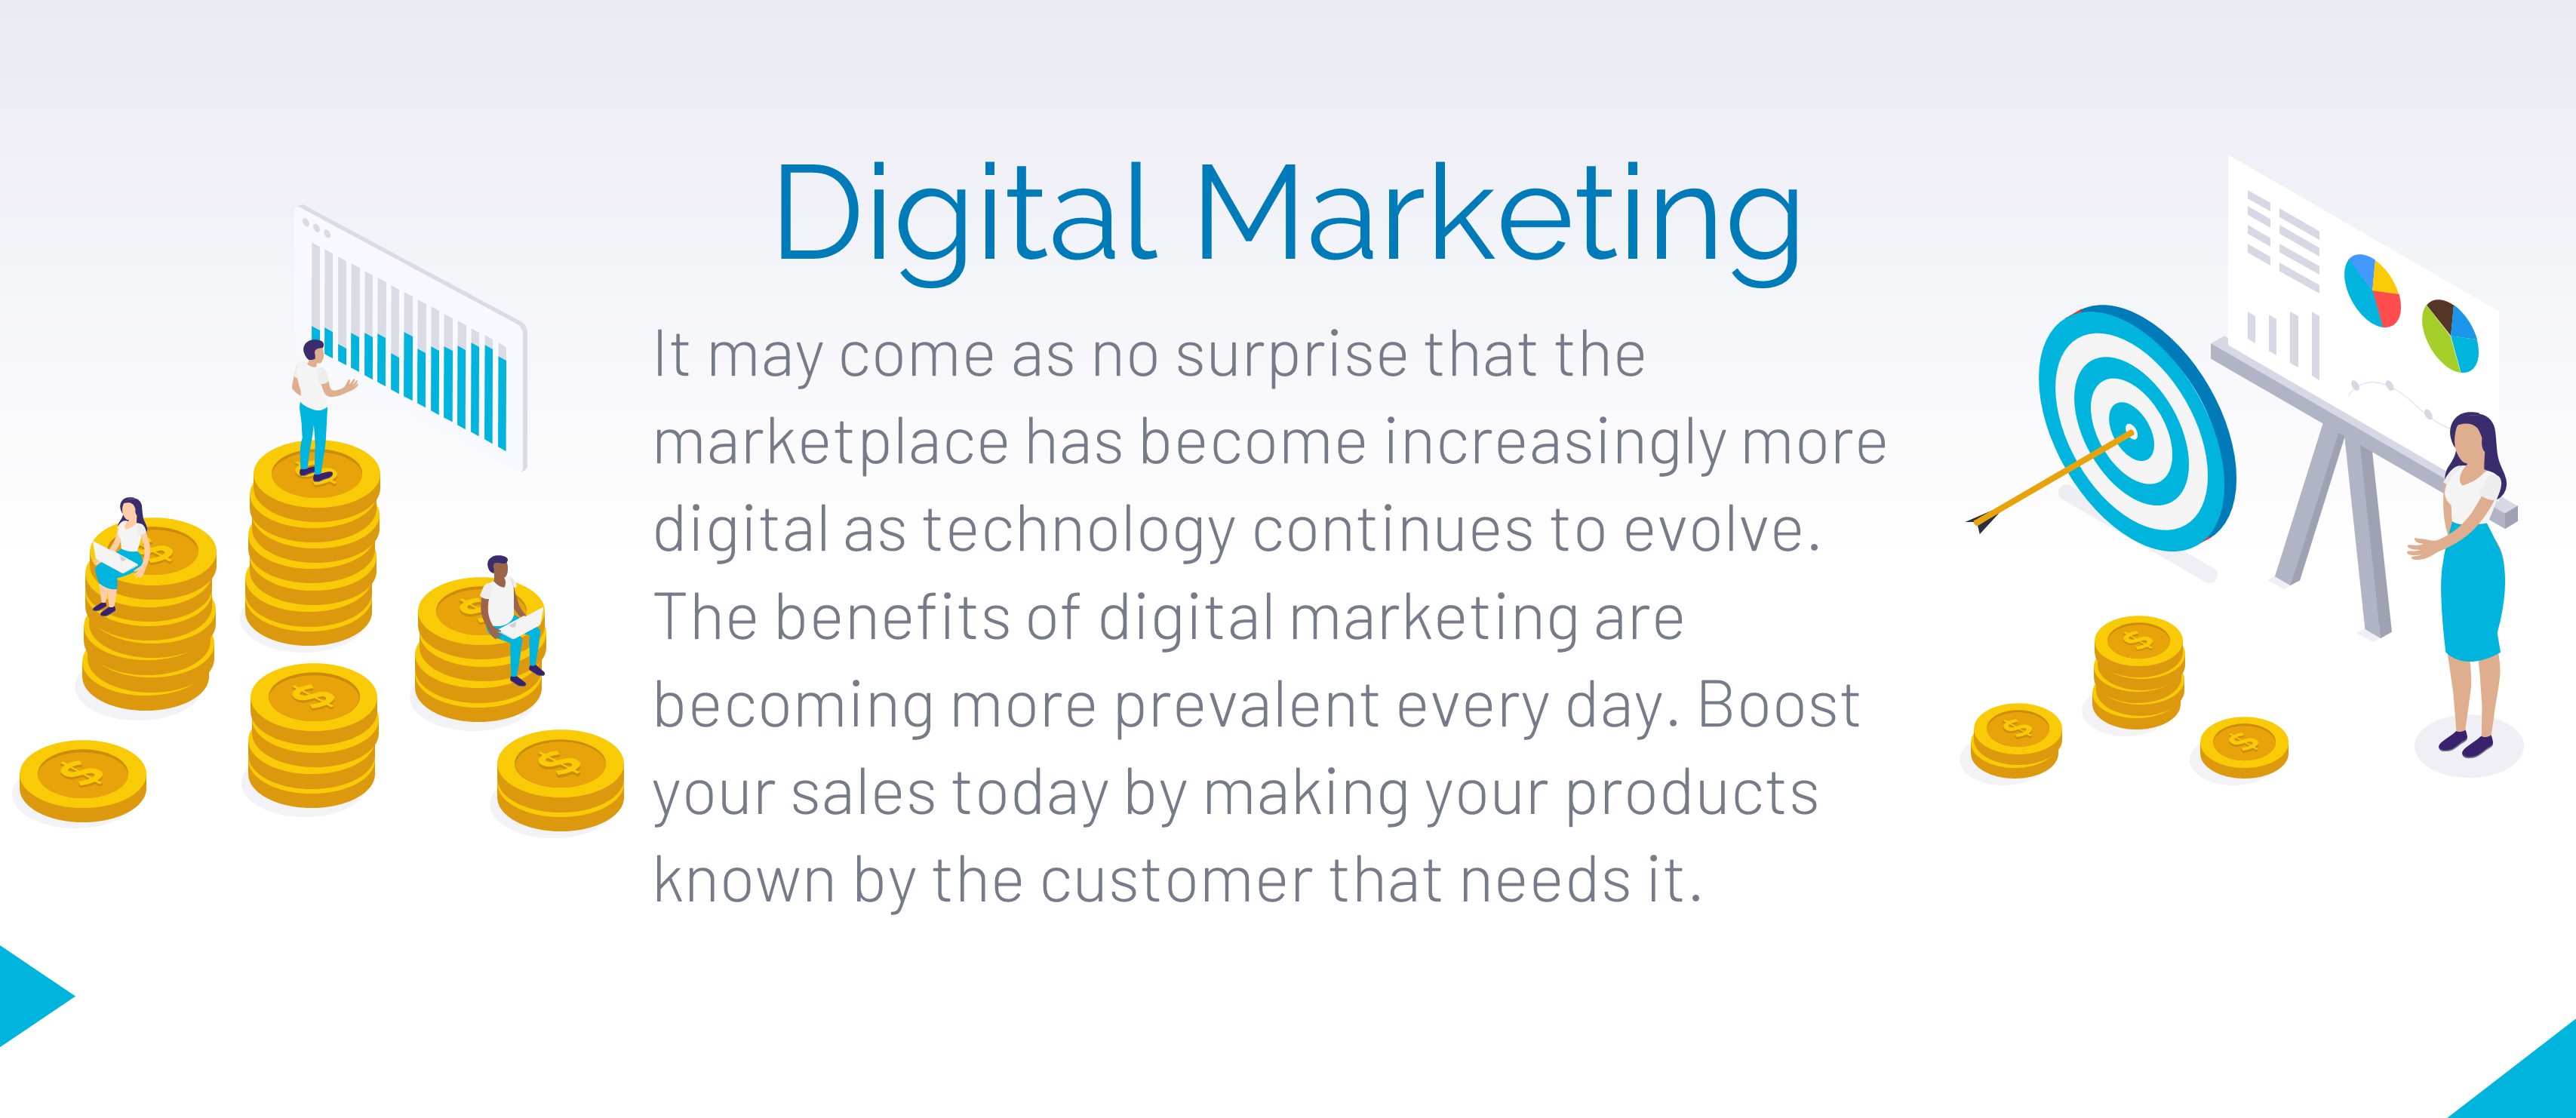 Digital Marketing
It may come as no surprise that the
marketplace has become increasingly more
digital as technology continues to evolve.
The benefits of digital marketing are
becoming more prevalent every day. Boost
your sales today by making your products
known by the customer that needs it.